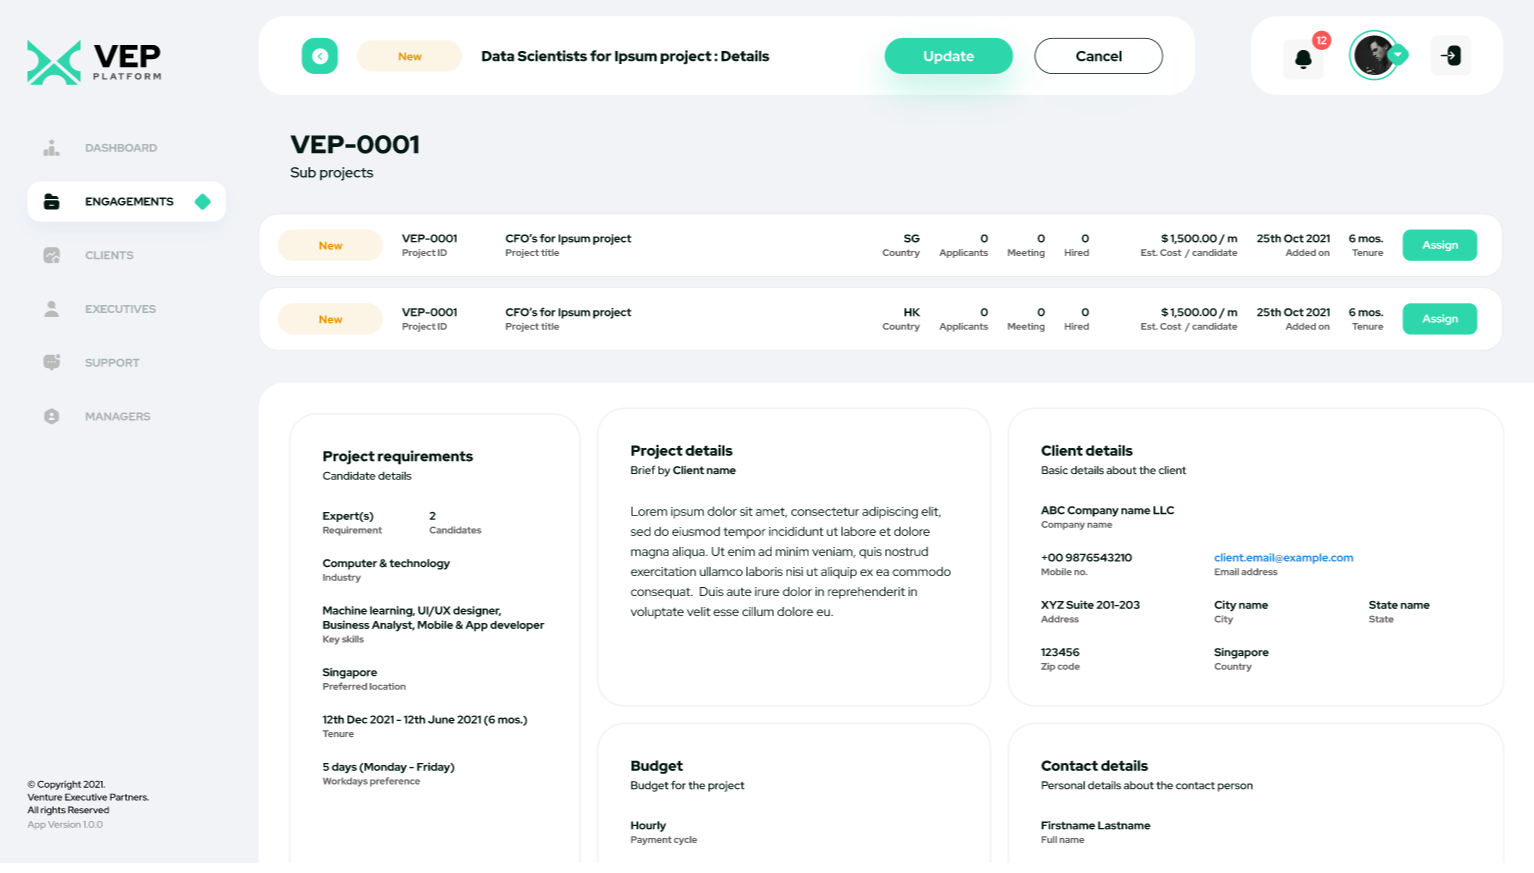 VEP
PLATFORM
New
Data Scientists for Ipsum project : Details
Update
Cancel
12
DASHBOARD
ENGAGEMENTS
CLIENTS
EXECUTIVES
SUPPORT
MANAGERS
© Copyright 2021.
Venture Executive Partners.
All rights Reserved
App Version 1.0.0
VEP-0001
Sub projects
New
VEP-0001
Project ID
CFO's for Ipsum project
Project title
SG
Country
0
Applicants
0
Meeting
0
Hired
$ 1,500.00 / m
Est. Cost / candidate
25th Oct 2021
Added on
6 mos.
Tenure
Assign
New
VEP-0001
Project ID
CFO's for Ipsum project
Project title
HK
Country
0
Applicants
0
Meeting
0
Hired
$ 1,500.00 / m
Est. Cost / candidate
25th Oct 2021
Added on
6 mos.
Tenure
Assign
Project requirements
Candidate details
Expert(s)
Requirement
2
Candidates
Computer & technology
Industry
Machine learning, UI/UX designer,
Business Analyst, Mobile & App developer
Key skills
Singapore
Preferred location
12th Dec 2021 - 12th June 2021 (6 mos.)
Tenure
5 days (Monday - Friday)
Workdays preference
Project details
Brief by Client name
Lorem ipsum dolor sit amet, consectetur adipiscing elit,
sed do eiusmod tempor incididunt ut labore et dolore
magna aliqua. Ut enim ad minim veniam, quis nostrud
exercitation ullamco laboris nisi ut aliquip ex ea commodo
consequat. Duis aute irure dolor in reprehenderit in
voluptate velit esse cillum dolore eu.
Client details
Basic details about the client
ABC Company name LLC
Company name
+00 9876543210
Mobile no.
client.email@example.com
Email address
XYZ Suite 201-203
Address
City name
City
State name
State
123456
Zip code
Singapore
Country
Budget
Budget for the project
Hourly
Payment cycle
Contact details
Personal details about the contact person
Firstname Lastname
Full name